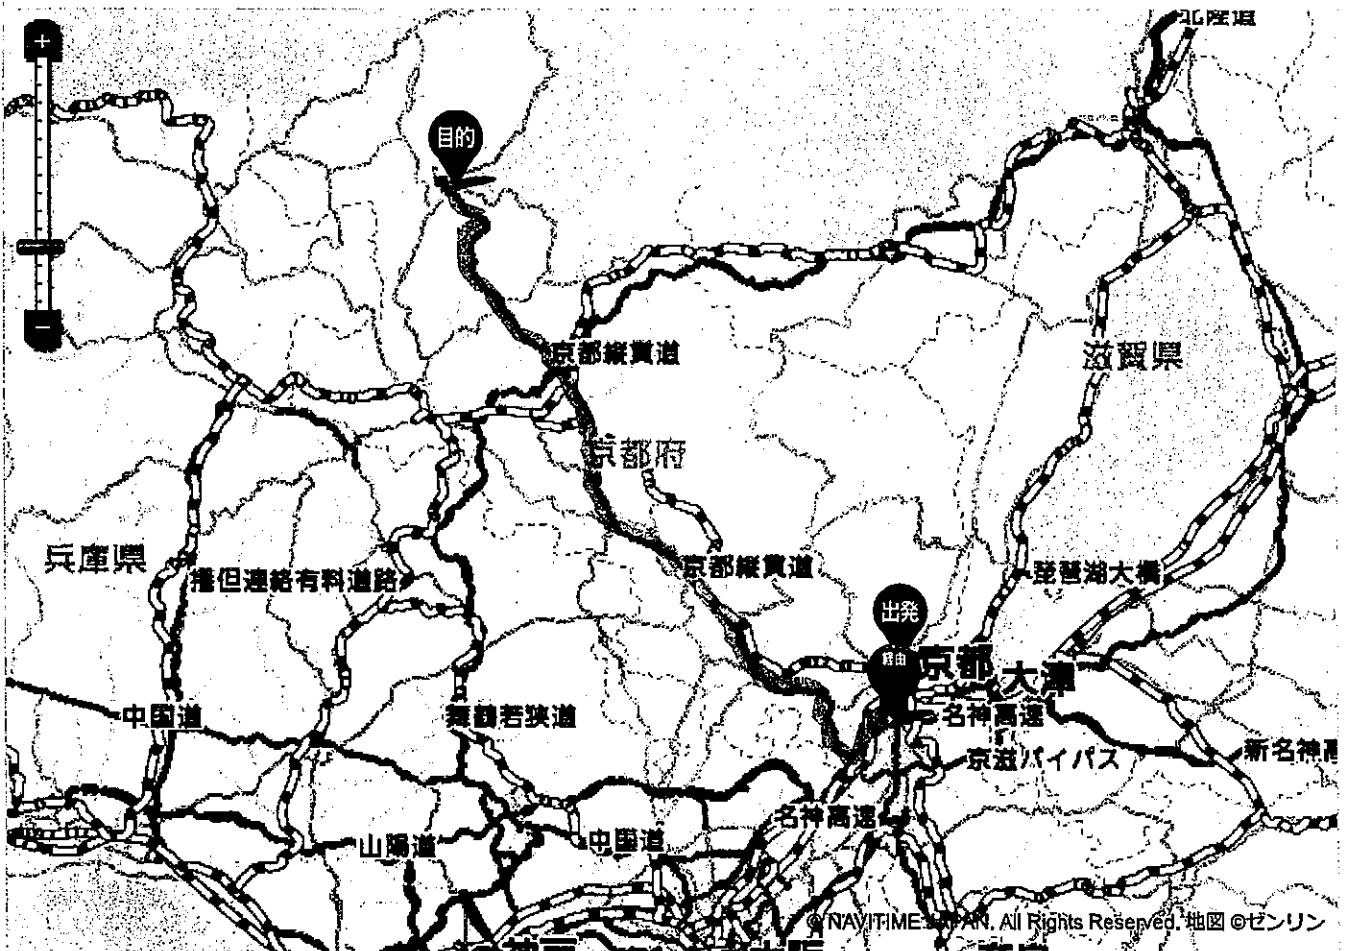 北陸道
+
目的
京都縦貫道
滋賀県
京都府
兵庫県
播但連絡有料道路
京都縦貫道
琵琶湖大橋
出発
経由
京都
大津
中国道
舞鶴若狭道
名神高速
京滋バイパス
新名神高
名神高速
山陽道
中国道
© NAVITIME JAPAN. All Rights Reserved. 地図 ©ゼンリン